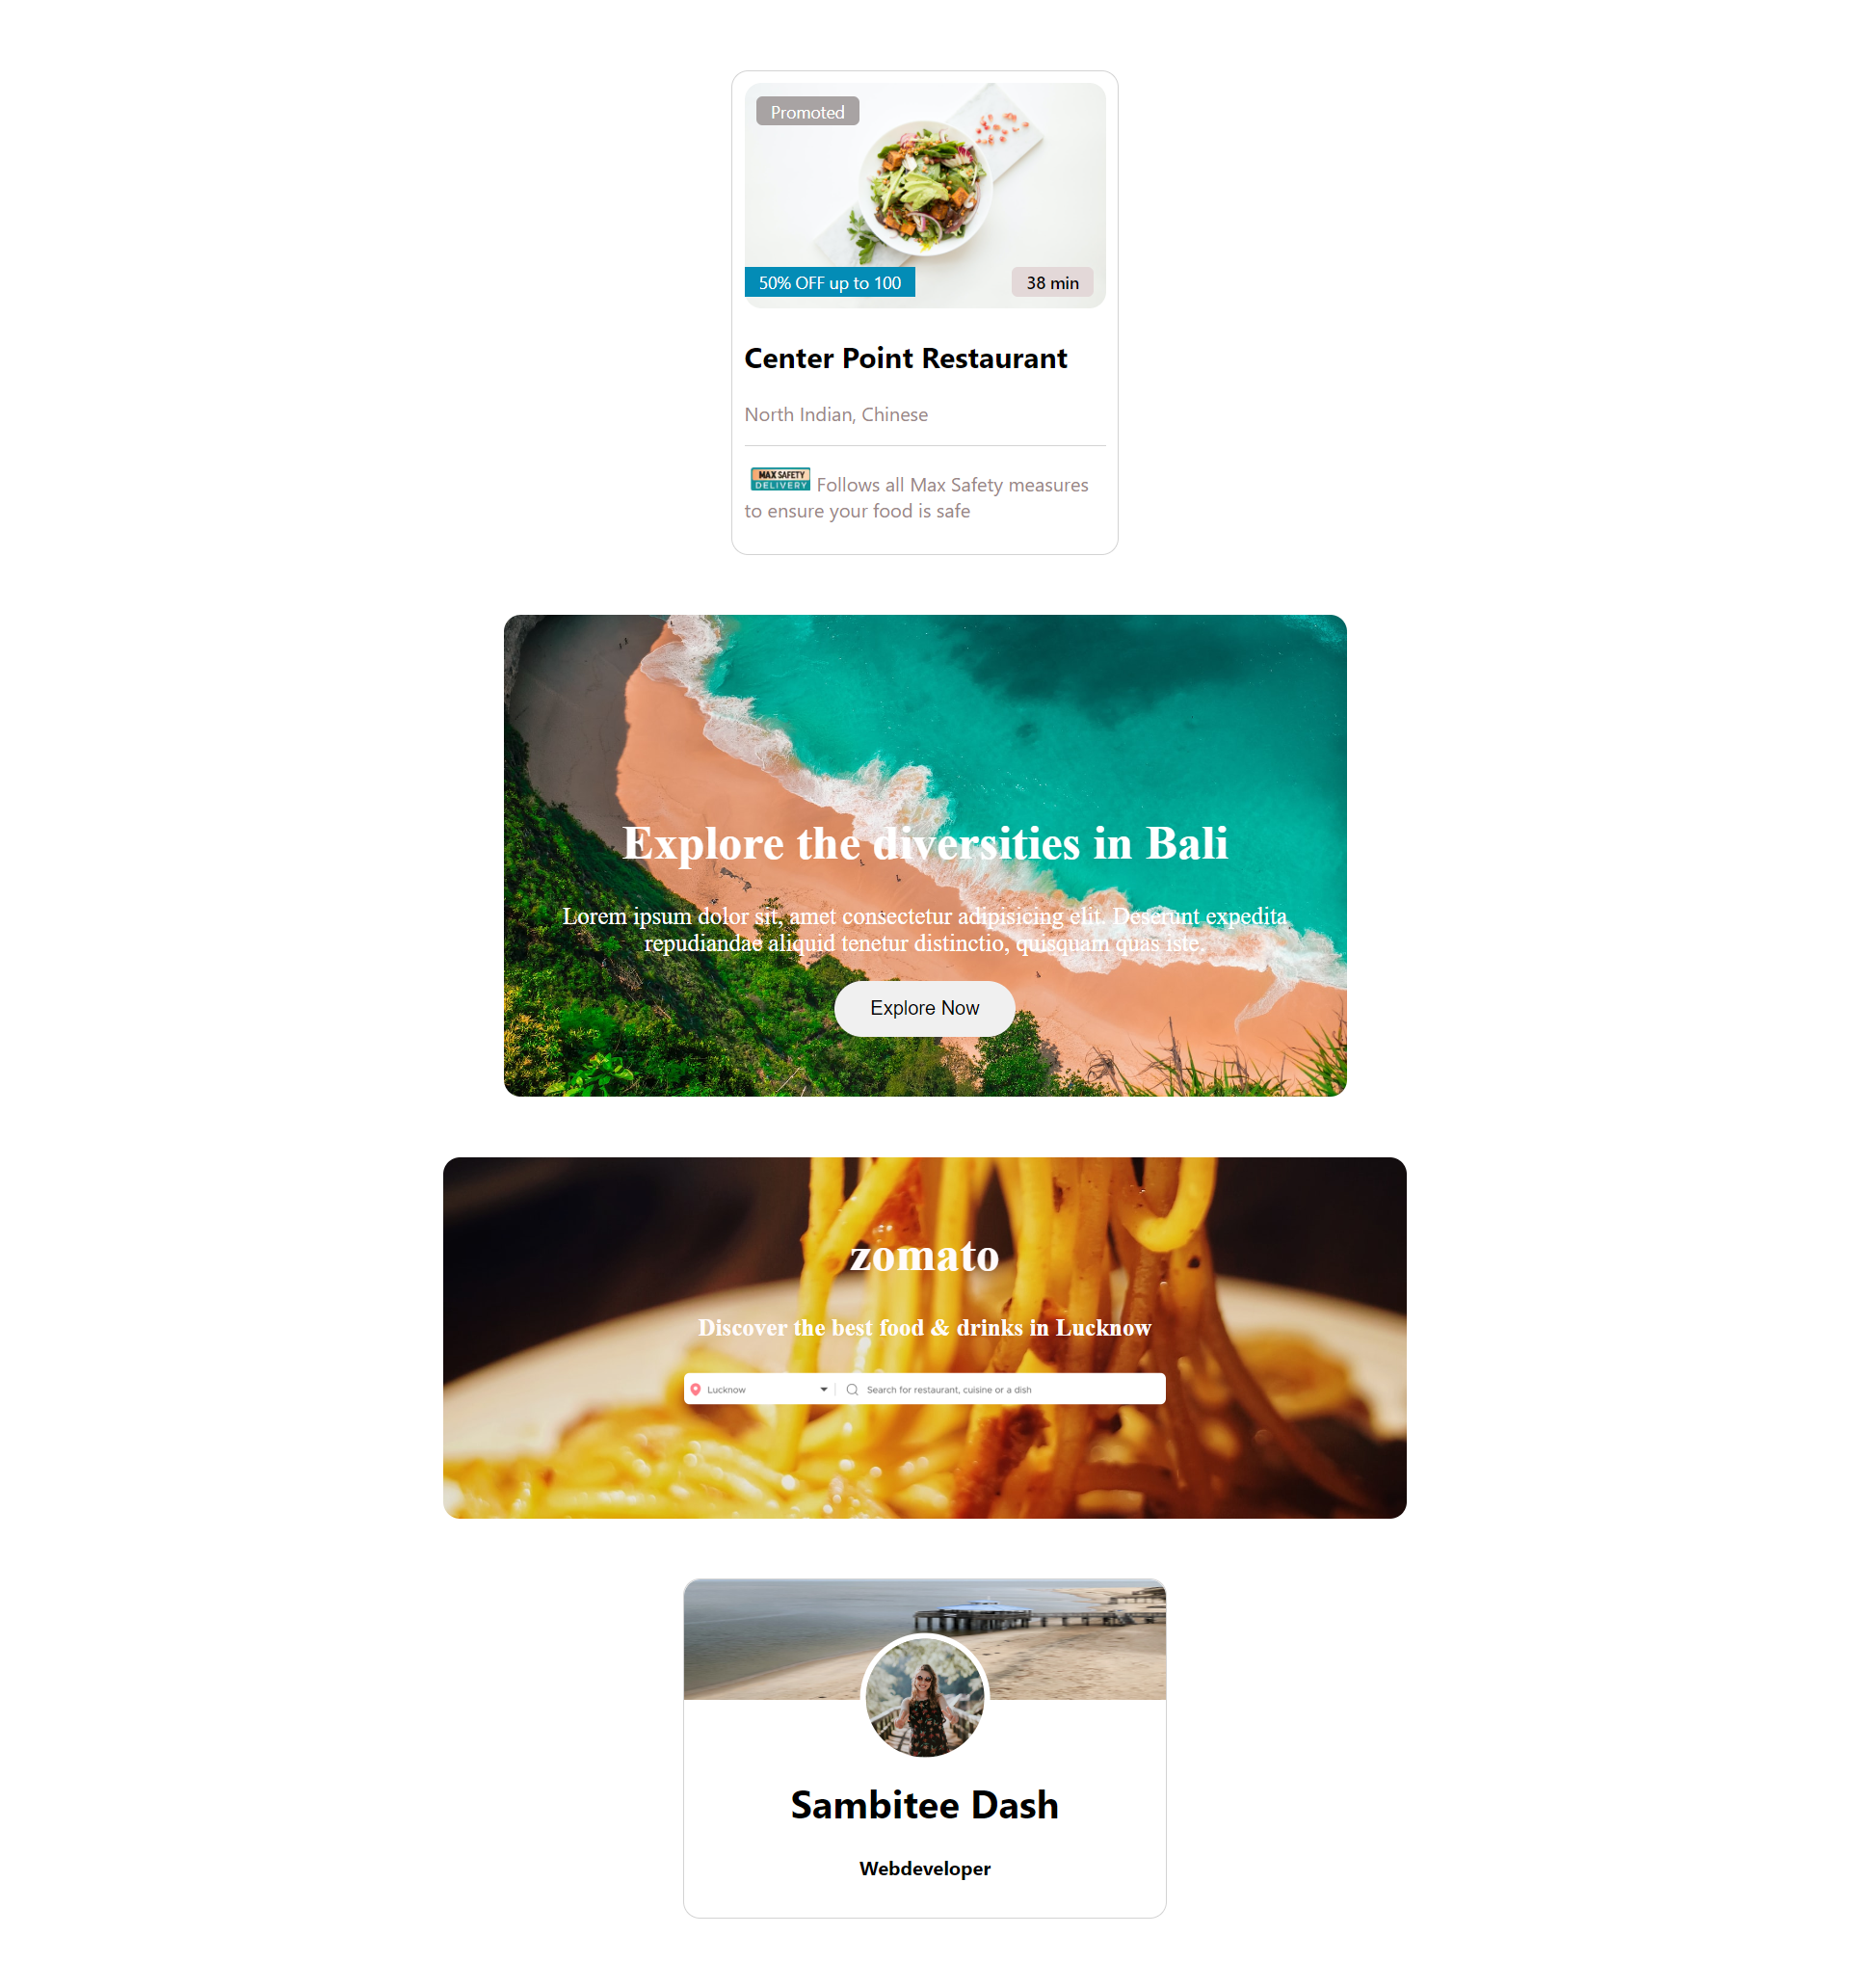 Promoted
50% OFF up to 100
38 min
Center Point Restaurant
North Indian, Chinese
MAX SAFETY
DELIVERY
Follows all Max Safety measures
to ensure your food is safe
Explore the diversities in Bali
Lorem ipsum dolor sit, amet consectetur adipisicing elit. Deserunt expedita
repudiandae aliquid tenetur distinctio, quisquam quas iste.
Explore Now
zomato
Discover the best food & drinks in Lucknow
Lucknow
Search for restaurant, cuisine or a dish
Sambitee Dash
Webdeveloper